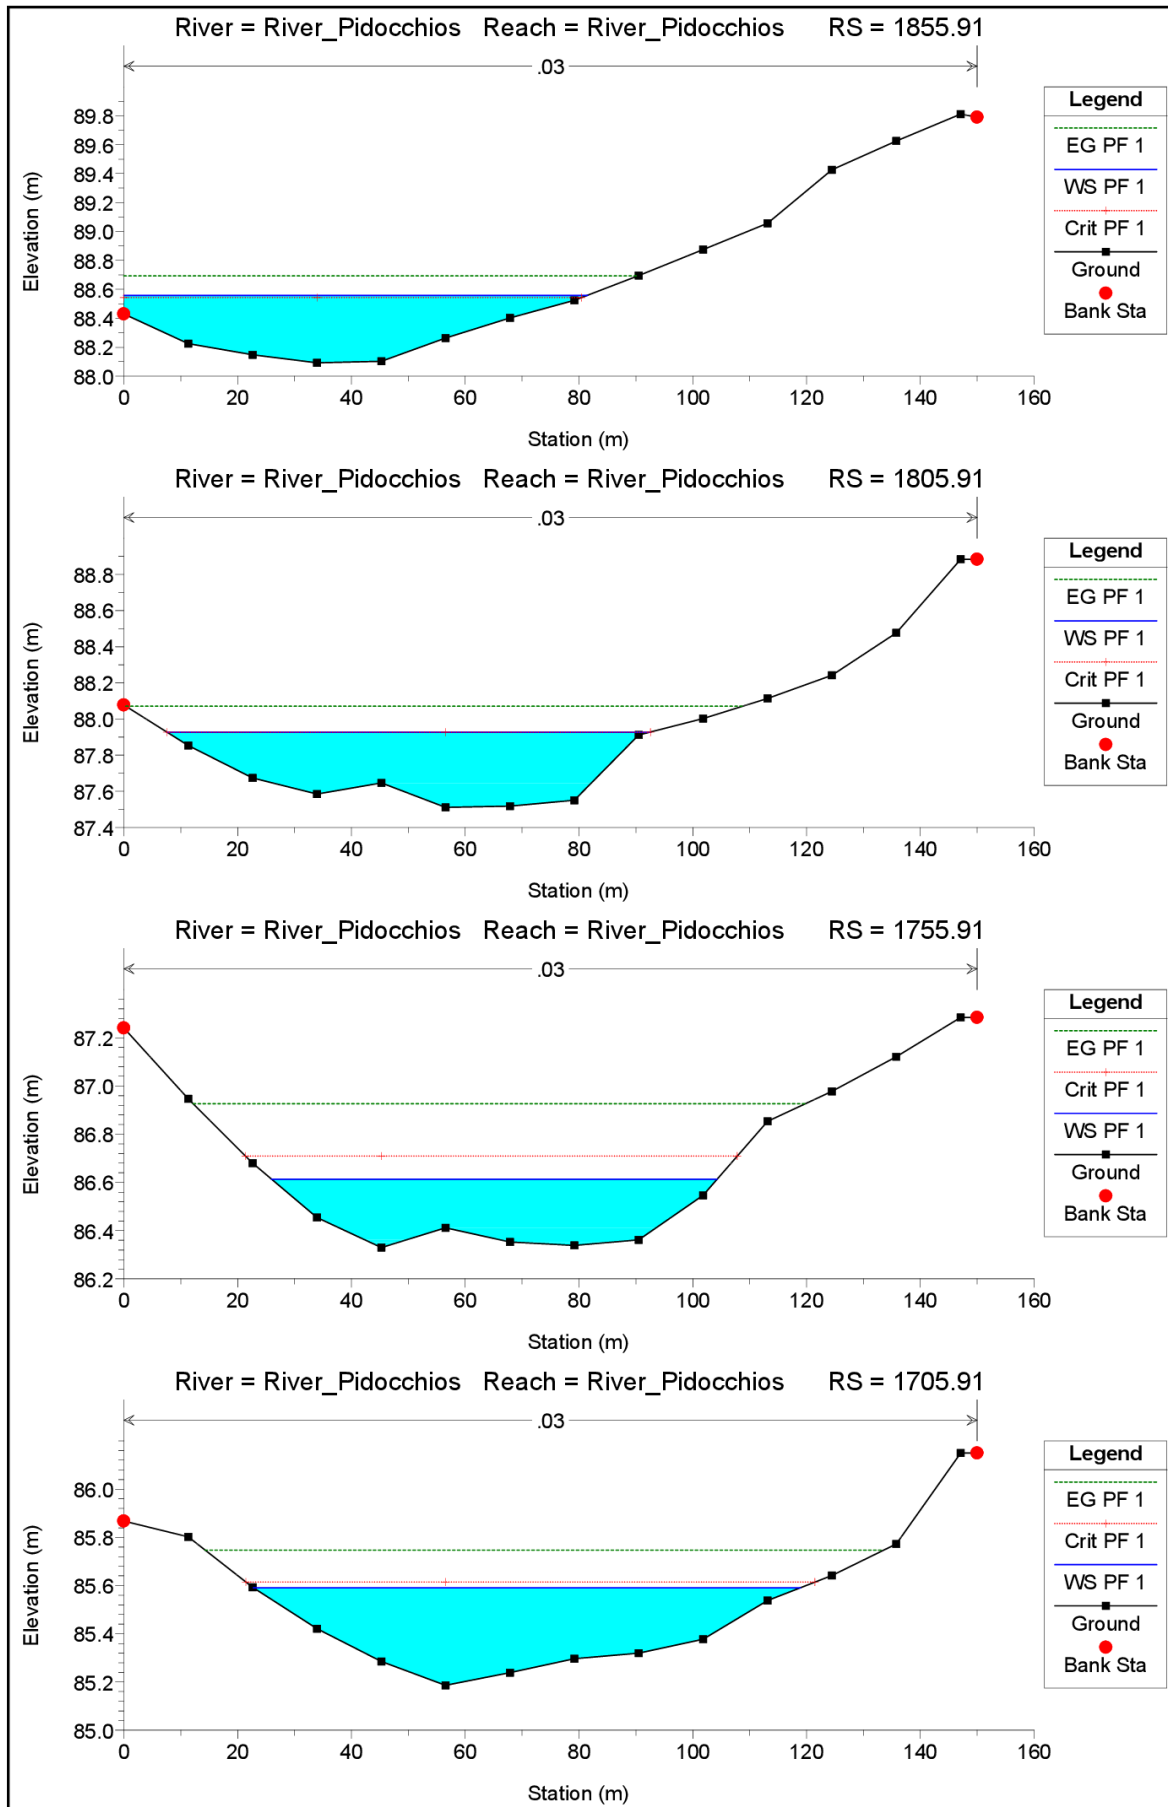 River = River_Pidocchios Reach = River_Pidocchios RS = 1855.91
.03
Legend
EG PF 1
WS PF 1
Crit PF 1
Ground
Bank Sta
Elevation (m)
89.8
89.6
89.4
89.2
89.0
88.8
88.6
88.4
88.2
88.0
0 20 40 60 80 100 120 140 160
Station (m)
River = River_Pidocchios Reach = River_Pidocchios RS = 1805.91
.03
Legend
EG PF 1
WS PF 1
Crit PF 1
Ground
Bank Sta
Elevation (m)
88.8
88.6
88.4
88.2
88.0
87.8
87.6
87.4
0 20 40 60 80 100 120 140 160
Station (m)
River = River_Pidocchios Reach = River_Pidocchios RS = 1755.91
.03
Legend
EG PF 1
Crit PF 1
WS PF 1
Ground
Bank Sta
Elevation (m)
87.2
87.0
86.8
86.6
86.4
86.2
0 20 40 60 80 100 120 140 160
Station (m)
River = River_Pidocchios Reach = River_Pidocchios RS = 1705.91
.03
Legend
EG PF 1
Crit PF 1
WS PF 1
Ground
Bank Sta
Elevation (m)
86.0
85.8
85.6
85.4
85.2
85.0
0 20 40 60 80 100 120 140 160
Station (m)